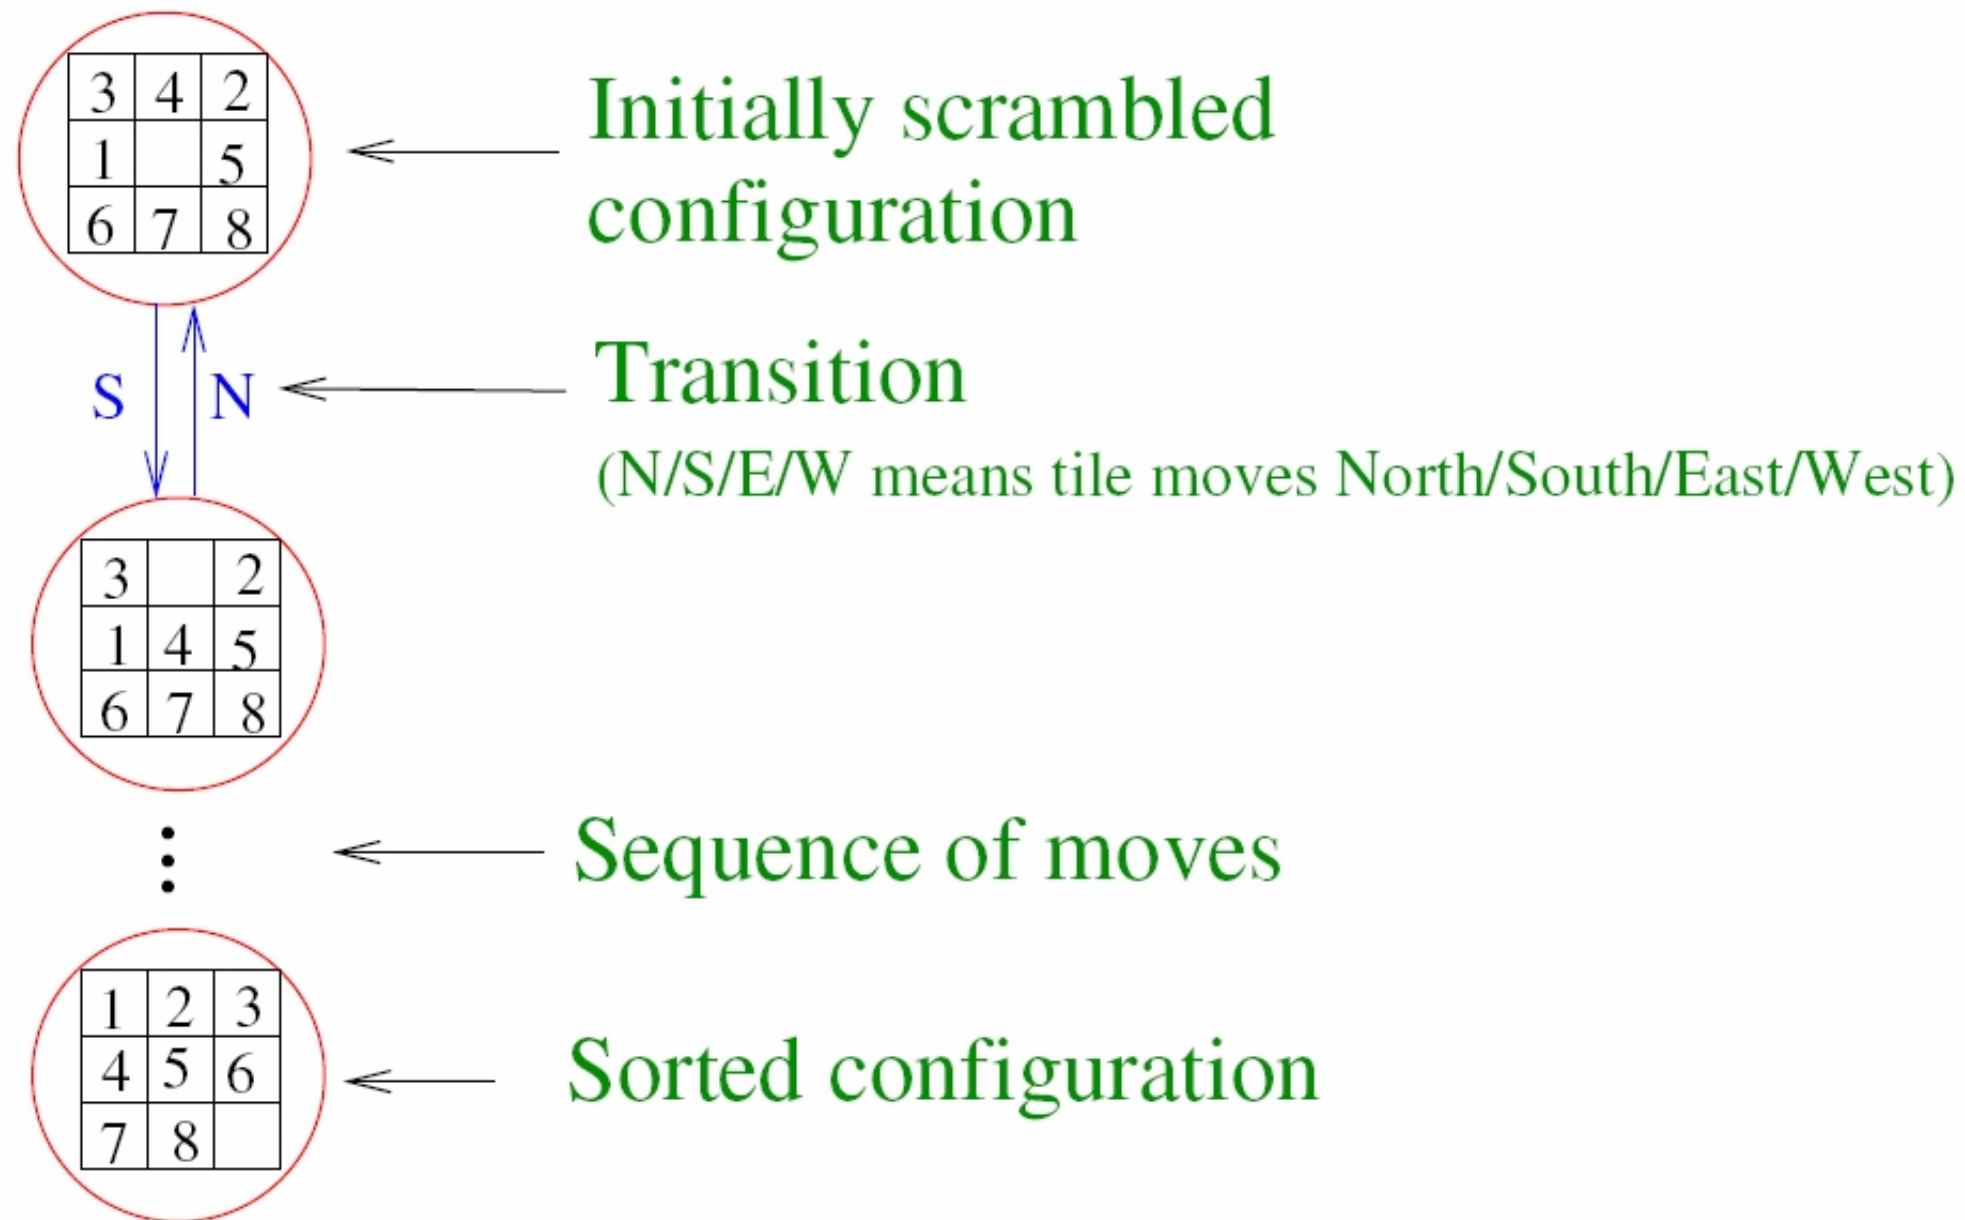 3 4 2
1 5
6 7 8
Initially scrambled
configuration
S N
Transition
(N/S/E/W means tile moves North/South/East/West)
3 2
1 4 5
6 7 8
Sequence of moves
1 2 3
4 5 6
7 8
Sorted configuration